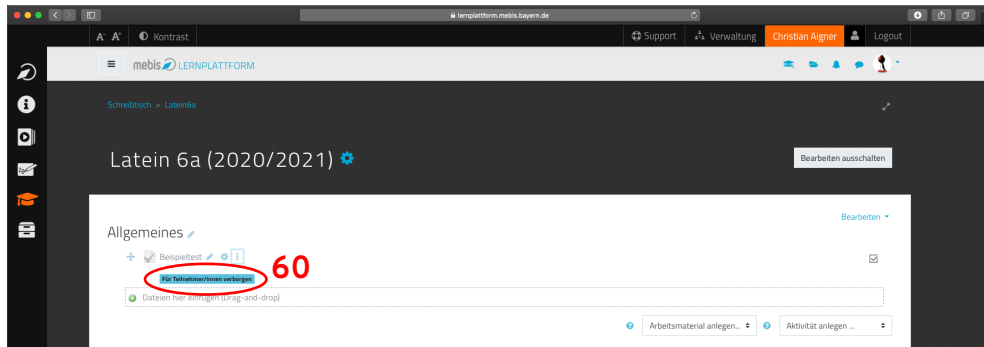 lernplattform.mebis.bayern.de
A- A+ Kontrast Support Verwaltung Christian Aigner Logout
mebis LERNPLATTFORM
Schreibtisch > Latein6a
Latein 6a (2020/2021) Bearbeiten ausschalten
Bearbeiten
Allgemeines
Beispieltest
60
Für Teilnehmer/innen verborgen
Dateien hier einfügen (Drag-and-drop)
Arbeitsmaterial anlegen... Aktivität anlegen ...